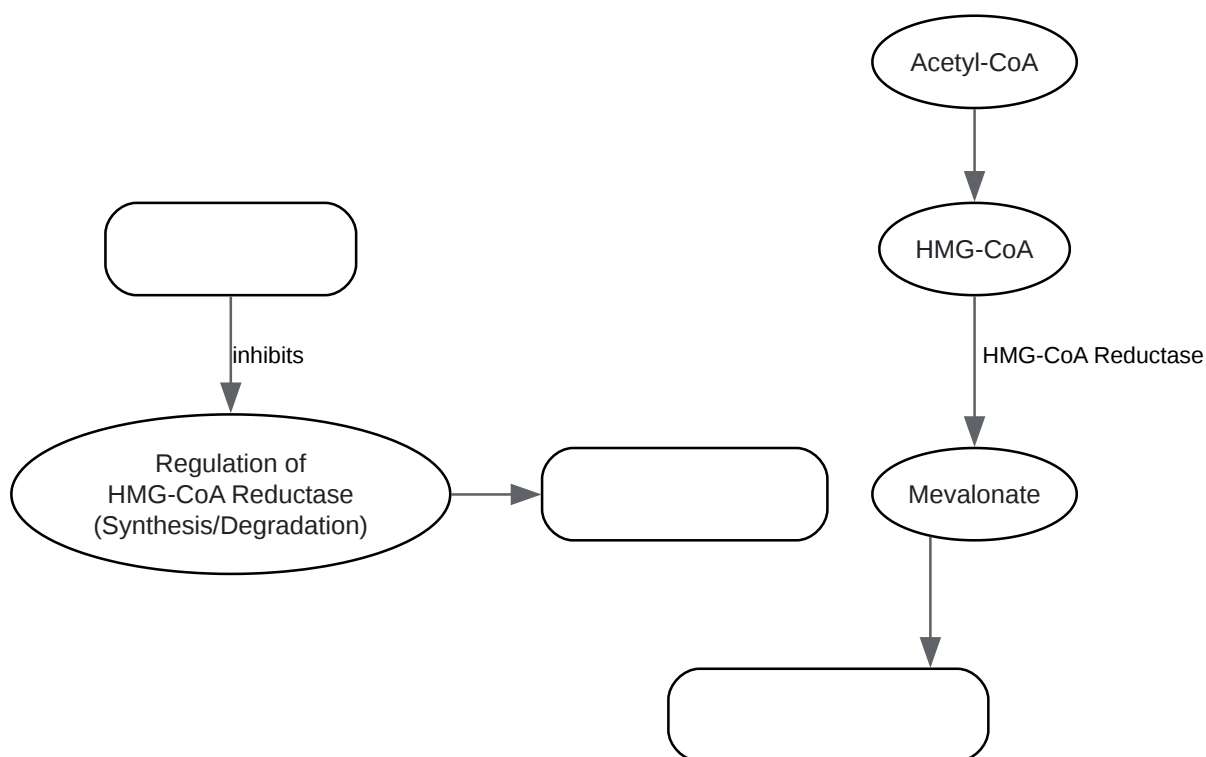 Acetyl-CoA
HMG-CoA
inhibits
HMG-CoA Reductase
Regulation of
HMG-CoA Reductase
(Synthesis/Degradation)
Mevalonate